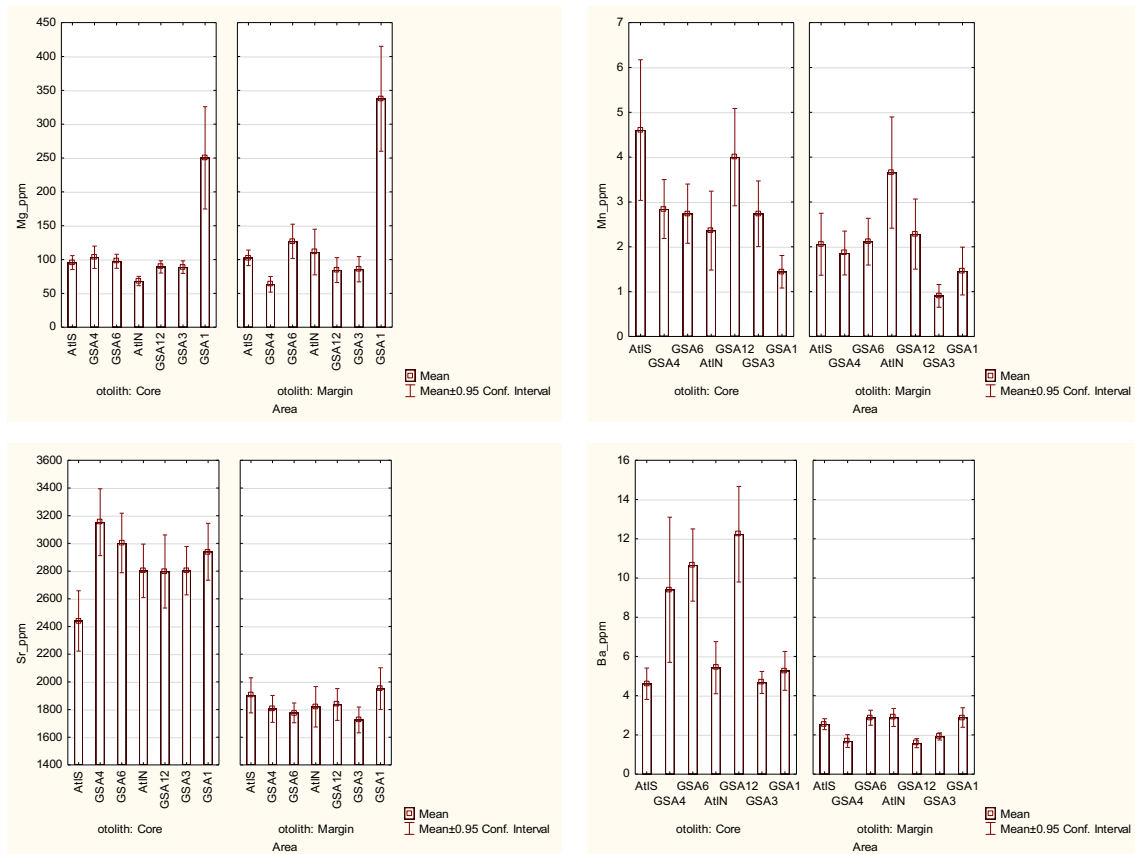 450
400
350
300
250
200
150
100
50
0
Mg_ppm
AtlS
GSA4
GSA6
AtlN
GSA12
GSA3
GSA1
otolith: Core
AtlS
GSA4
GSA6
AtlN
GSA12
GSA3
GSA1
otolith: Margin
Area
Mean
Mean±0.95 Conf. Interval
7
6
5
4
3
2
1
0
Mn_ppm
AtlS GSA6 GSA12 GSA1
GSA4 AtlN GSA3
otolith: Core
AtlS GSA6 GSA12 GSA1
GSA4 AtlN GSA3
otolith: Margin
Area
Mean
Mean±0.95 Conf. Interval
3600
3400
3200
3000
2800
2600
2400
2200
2000
1800
1600
1400
Sr_ppm
AtlS
GSA4
GSA6
AtlN
GSA12
GSA3
GSA1
otolith: Core
AtlS
GSA4
GSA6
AtlN
GSA12
GSA3
GSA1
otolith: Margin
Area
Mean
Mean±0.95 Conf. Interval
16
14
12
10
8
6
4
2
0
Ba_ppm
AtlS GSA6 GSA12 GSA1
GSA4 AtlN GSA3
otolith: Core
AtlS GSA6 GSA12 GSA1
GSA4 AtlN GSA3
otolith: Margin
Area
Mean
Mean±0.95 Conf. Interval